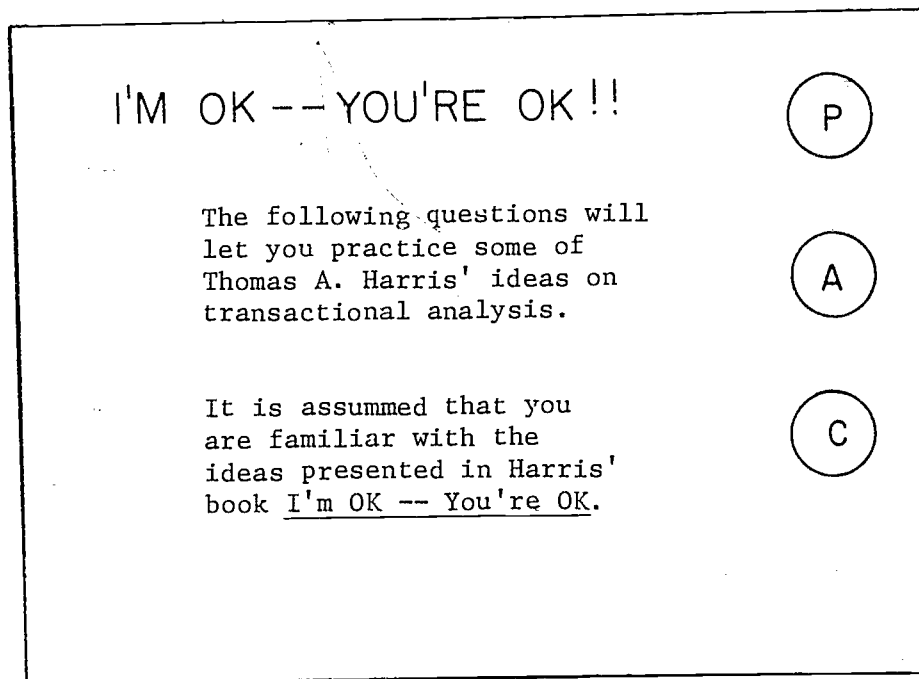 I'M OK -- YOU'RE OK!!
P
The following questions will
let you practice some of
Thomas A. Harris' ideas on
transactional analysis.
A
It is assummed that you
are familiar with the
ideas presented in Harris'
book I'm OK -- You're OK.
C